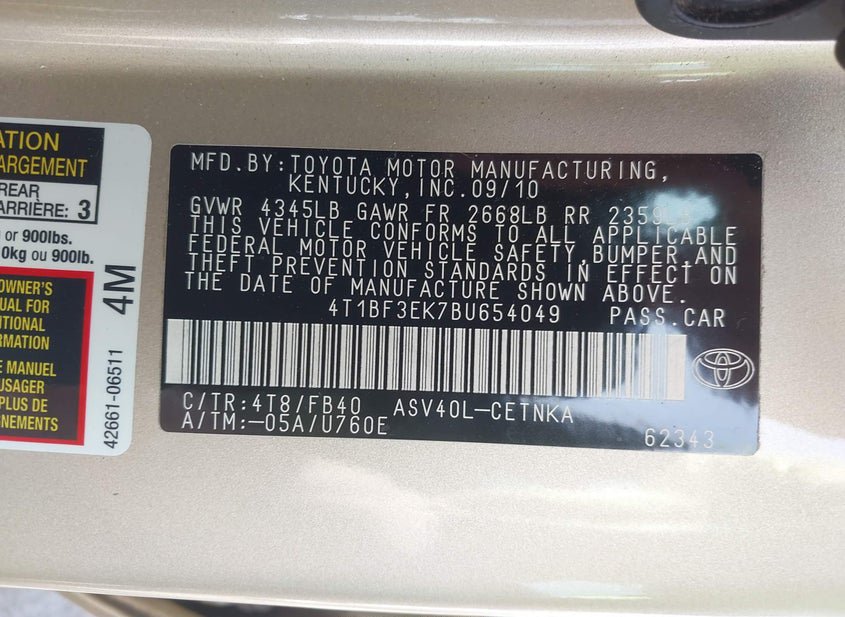 ATION
ARGEMENT
REAR
ARRIÈRE: 3
or 900lbs.
0kg ou 900lb.
OWNER'S
UAL FOR
ITIONAL
RMATION
E MANUEL
USAGER
PLUS DE
GNEMENTS
4M
42661-06511
MFD.BY:TOYOTA MOTOR MANUFACTURING,
KENTUCKY,INC.09/10
GVWR 4345LB GAWR FR 2668LB RR 2359LB
THIS VEHICLE CONFORMS TO ALL APPLICABLE
FEDERAL MOTOR VEHICLE SAFETY,BUMPER,AND
THEFT PREVENTION STANDARDS IN EFFECT ON
THE DATE OF MANUFACTURE SHOWN ABOVE.
4T1BF3EK7BU654049 PASS.CAR
C/TR:4T8/FB40 ASV40L-CETNKA
A/TM:-05A/U760E
62343